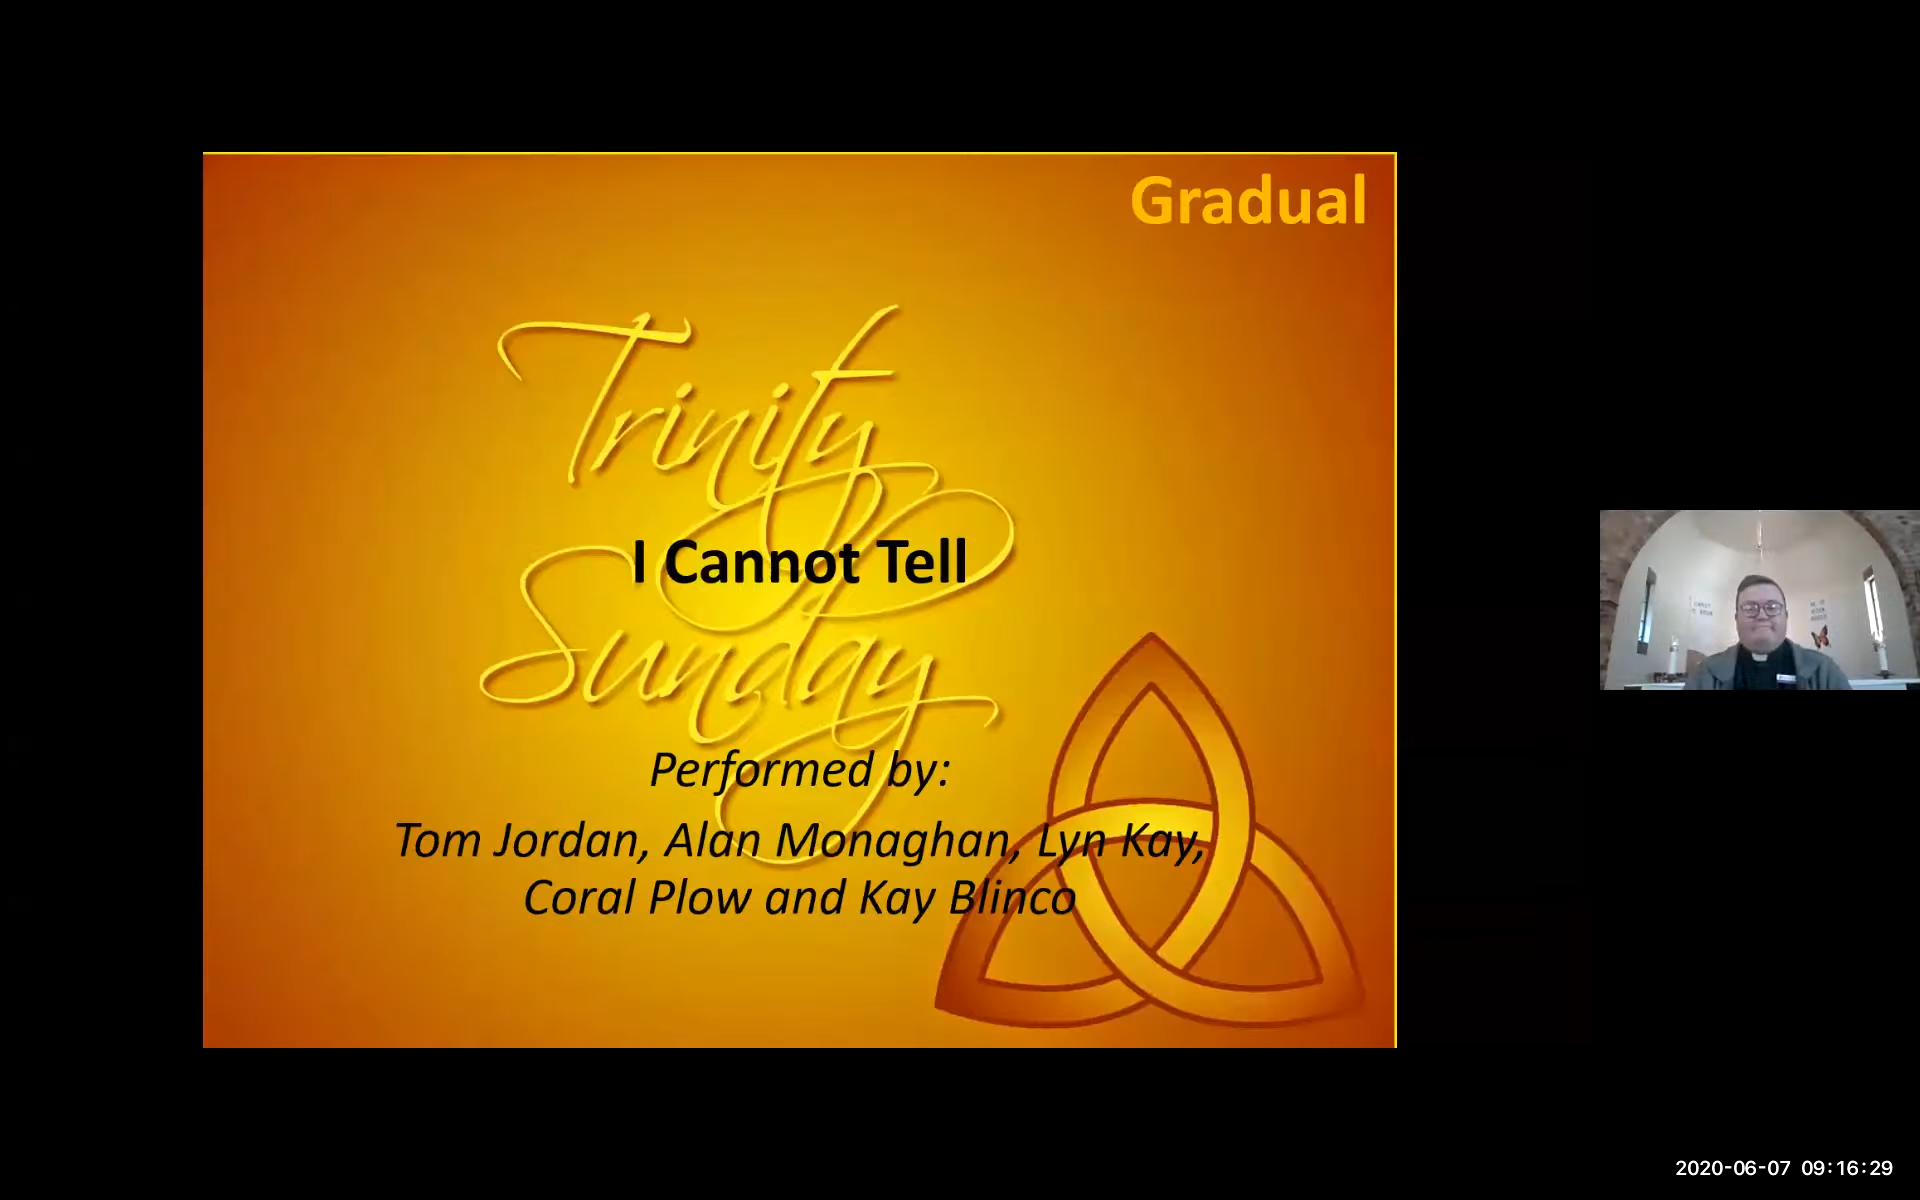 Gradual
Trinity
I Cannot Tell
Sunday
Performed by:
Tom Jordan, Alan Monaghan, Lyn Kay,
Coral Plow and Kay Blinco
2020-06-07 09:16:29